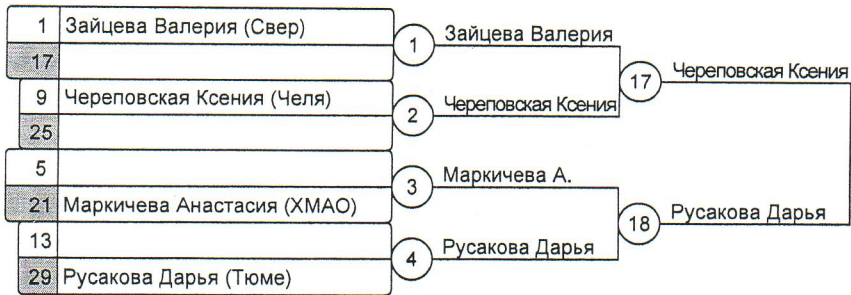 1 Зайцева Валерия (Свер)
17
1 Зайцева Валерия
9 Череповская Ксения (Челя)
25
2 Череповская Ксения
17 Череповская Ксения
5
21 Маркичева Анастасия (ХМАО)
3 Маркичева А.
13
29 Русакова Дарья (Тюме)
4 Русакова Дарья
18 Русакова Дарья